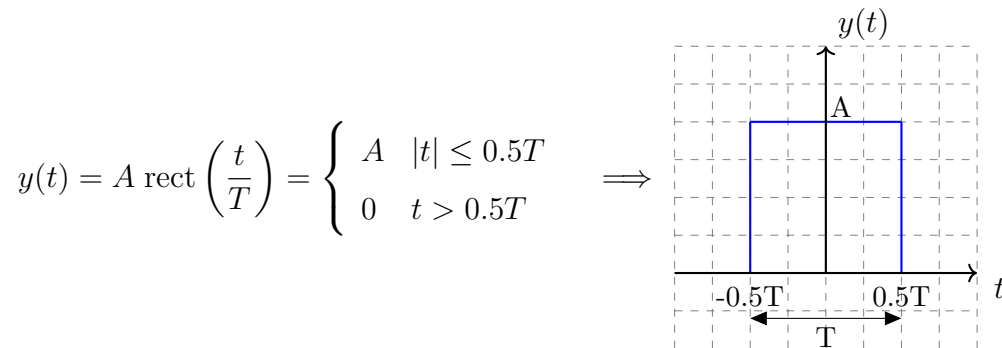 y(t)
y(t) = A rect(t/T) = { A |t| ≤ 0.5T
0 t > 0.5T
⟹
A
-0.5T 0.5T t
T